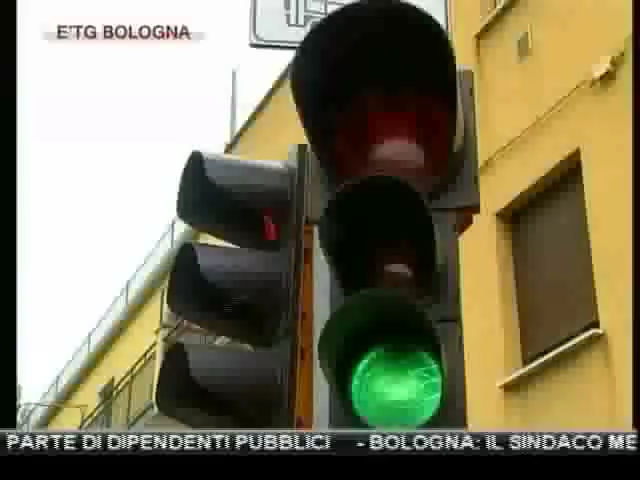 E'TG BOLOGNA
PARTE DI DIPENDENTI PUBBLICI - BOLOGNA: IL SINDACO ME